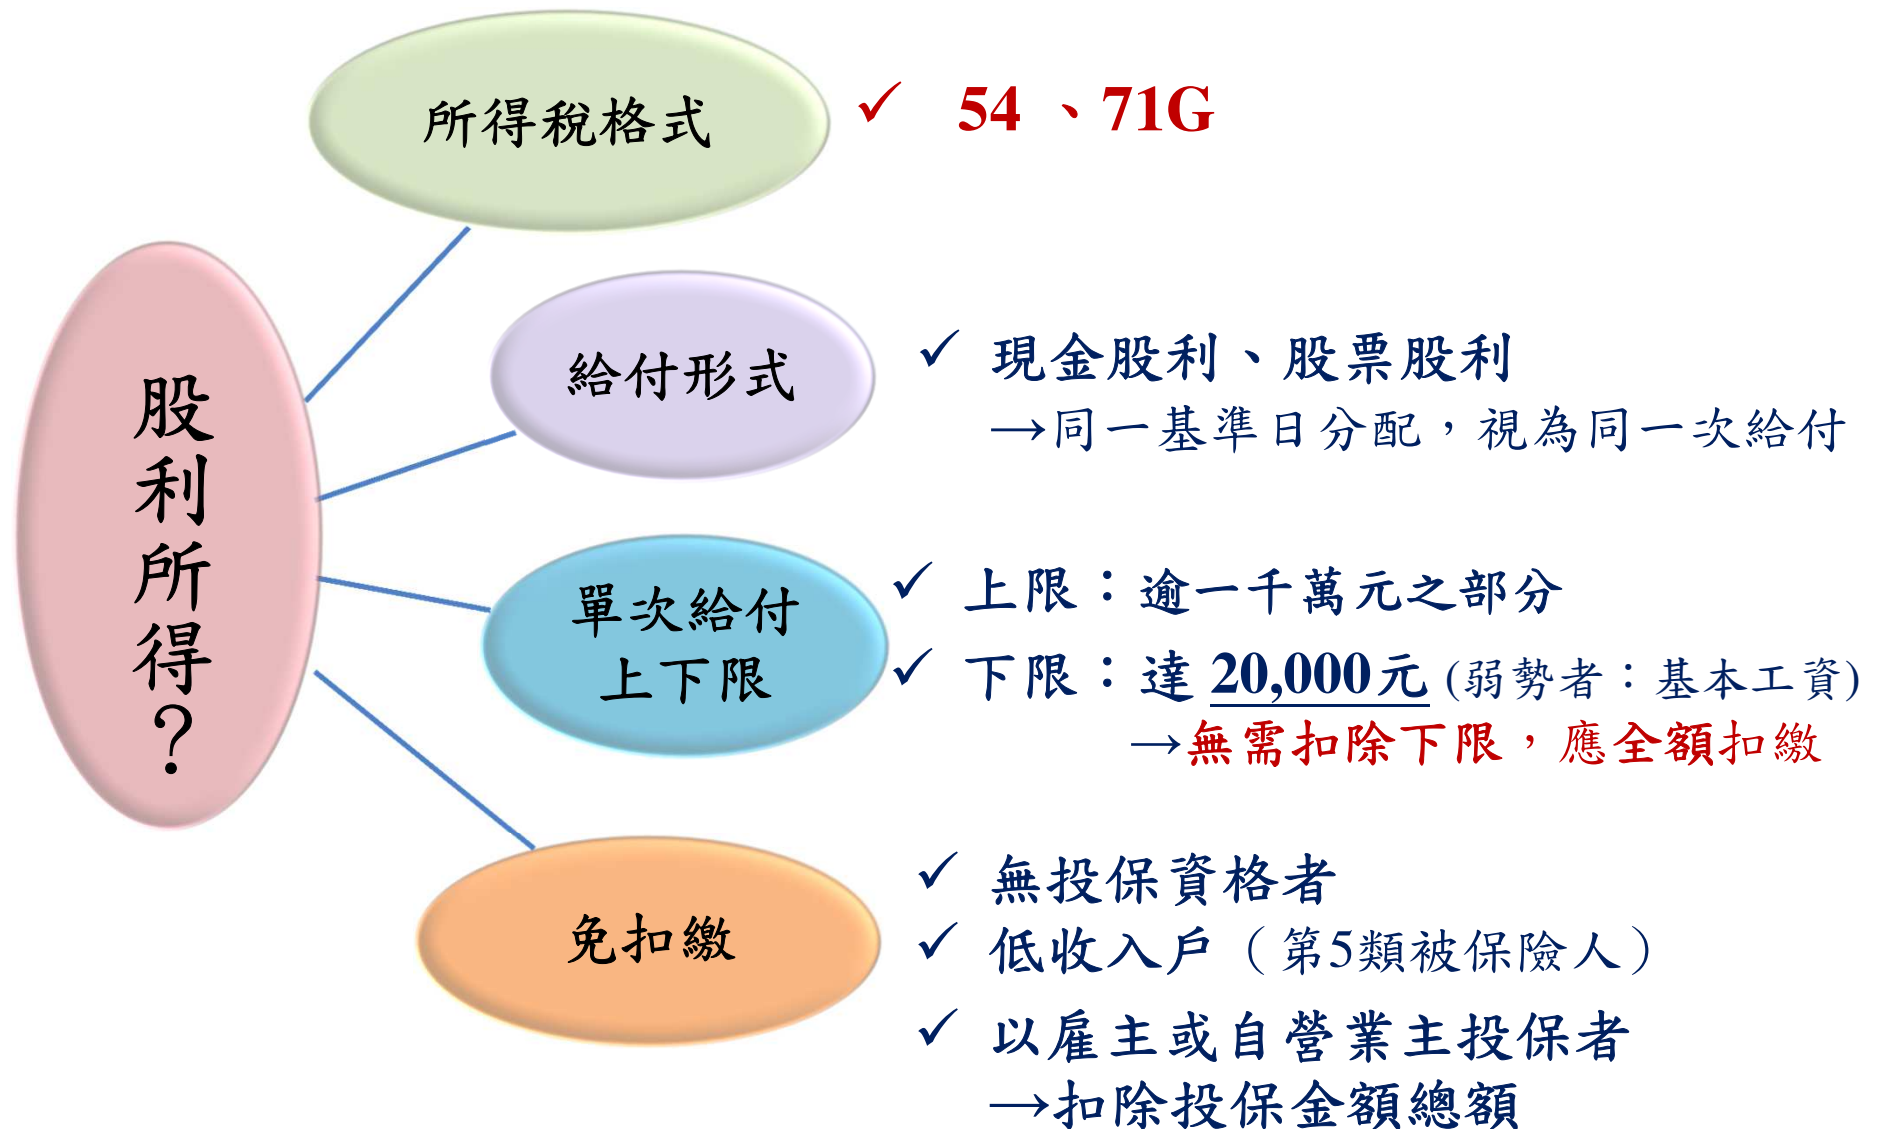 股利所得？
所得稅格式
✓ 54 、71G
給付形式
✓ 現金股利、股票股利
→同一基準日分配，視為同一次給付
單次給付
上下限
✓ 上限：逾一千萬元之部分
✓ 下限：達 20,000元 (弱勢者：基本工資)
→無需扣除下限，應全額扣繳
免扣繳
✓ 無投保資格者
✓ 低收入戶（第5類被保險人）
✓ 以雇主或自營業主投保者
→扣除投保金額總額